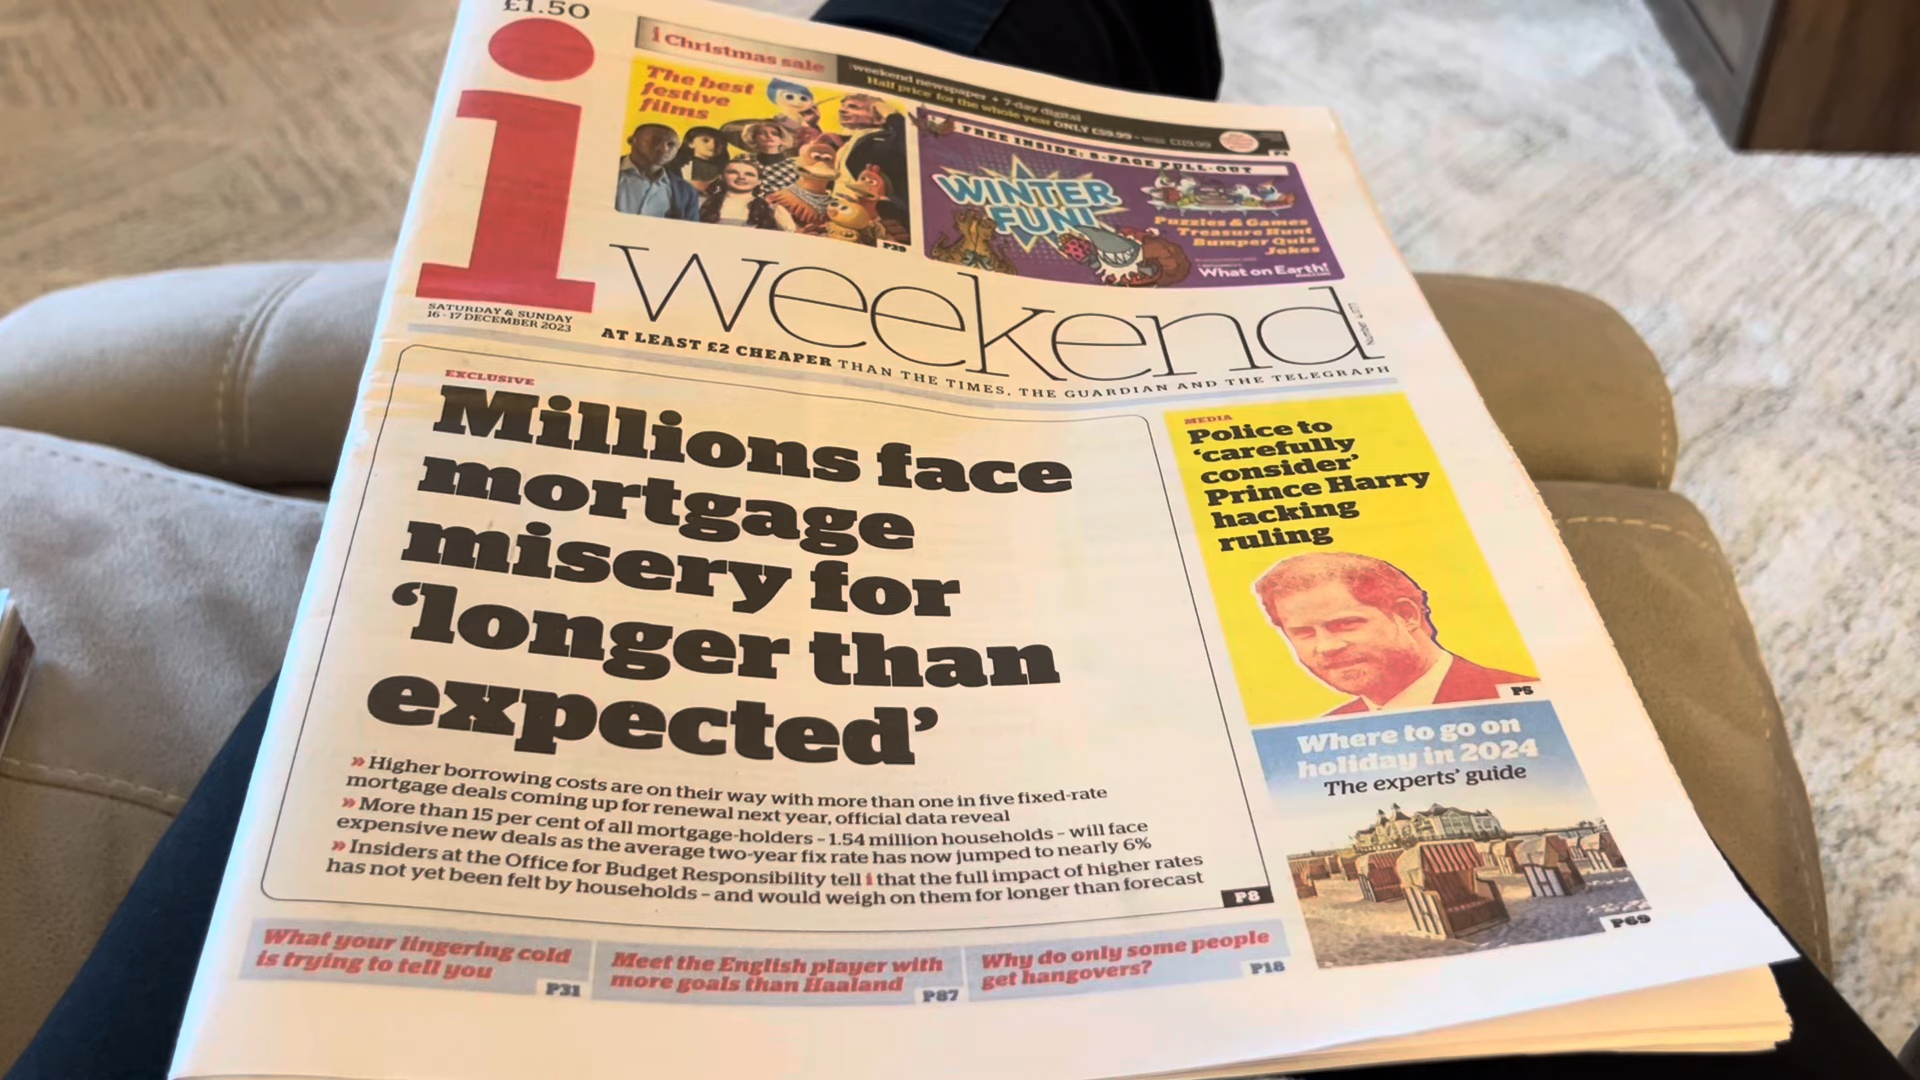 £1.50
i
i Christmas sale
weekend newspaper + 7-day digital
Half price for the whole year ONLY £59.99
The best
festive
films
P39
FREE INSIDE: 8-PAGE PULL-OUT
WINTER
FUN!
Puzzles & Games
Treasure Hunt
Bumper Quiz
Jokes
What on Earth!
weekend
SATURDAY & SUNDAY
16 - 17 DECEMBER 2023
AT LEAST £2 CHEAPER THAN THE TIMES, THE GUARDIAN AND THE TELEGRAPH
EXCLUSIVE
Millions face
mortgage
misery for
‘longer than
expected’
» Higher borrowing costs are on their way with more than one in five fixed-rate
mortgage deals coming up for renewal next year, official data reveal
» More than 15 per cent of all mortgage-holders – 1.54 million households – will face
expensive new deals as the average two-year fix rate has now jumped to nearly 6%
» Insiders at the Office for Budget Responsibility tell i that the full impact of higher rates
has not yet been felt by households – and would weigh on them for longer than forecast
P8
MEDIA
Police to
‘carefully
consider’
Prince Harry
hacking
ruling
P5
Where to go on
holiday in 2024
The experts’ guide
P69
What your lingering cold
is trying to tell you
P31
Meet the English player with
more goals than Haaland
P87
Why do only some people
get hangovers?
P18